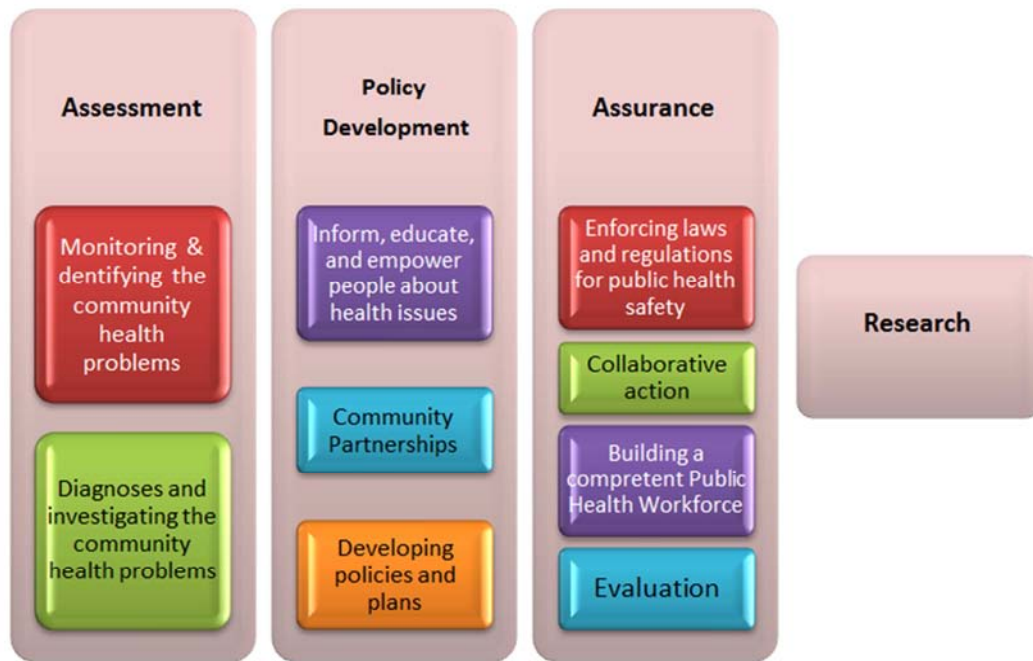 Assessment
Monitoring &
dentifying the
community
health
problems
Diagnoses and
investigating the
community
health problems
Policy
Development
Inform, educate,
and empower
people about
health issues
Community
Partnerships
Developing
policies and
plans
Assurance
Enforcing laws
and regulations
for public health
safety
Collaborative
action
Building a
compretent Public
Health Workforce
Evaluation
Research